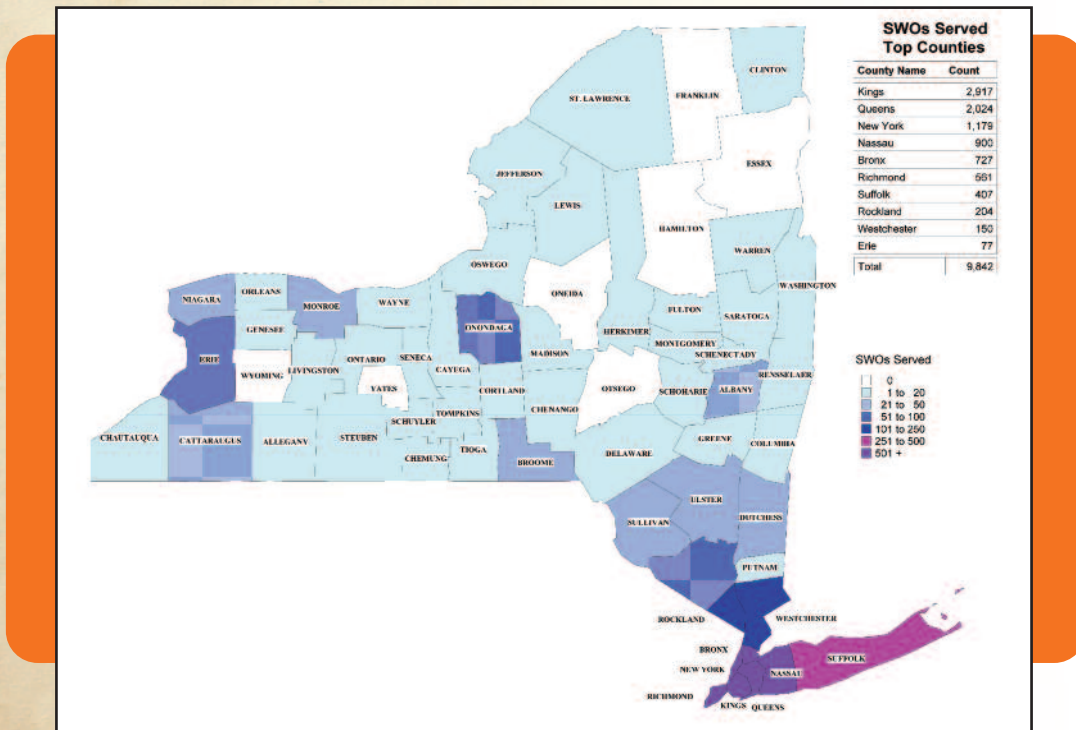 SWOs Served
Top Counties
County Name Count
Kings 2,917
Queens 2,024
New York 1,179
Nassau 900
Bronx 727
Richmond 561
Suffolk 407
Rockland 204
Westchester 150
Erie 77
Total 9,842
CLINTON
FRANKLIN
ST. LAWRENCE
ESSEX
JEFFERSON
LEWIS
HAMILTON
WARREN
OSWEGO
WASHINGTON
ONEIDA
NIAGARA
ORLEANS
MONROE
WAYNE
FULTON
SARATOGA
ONONDAGA
HERKIMER
GENESEE
MONTGOMERY
MADISON
SCHENECTADY
ERIE
ONTARIO
SENECA
CAYUGA
WYOMING
LIVINGSTON
RENSSELAER
YATES
CORTLAND
OTSEGO
SCHOHARIE
ALBANY
CHENANGO
TOMPKINS
SCHUYLER
CHAUTAUQUA
CATTARAUGUS
ALLEGANY
STEUBEN
GREENE
COLUMBIA
TIOGA
DELAWARE
CHEMUNG
BROOME
ULSTER
DUTCHESS
SULLIVAN
PUTNAM
ROCKLAND
WESTCHESTER
BRONX
SUFFOLK
NEW YORK
NASSAU
RICHMOND
KINGS
QUEENS
SWOs Served
0
1 to 20
21 to 50
51 to 100
101 to 250
251 to 500
501 +